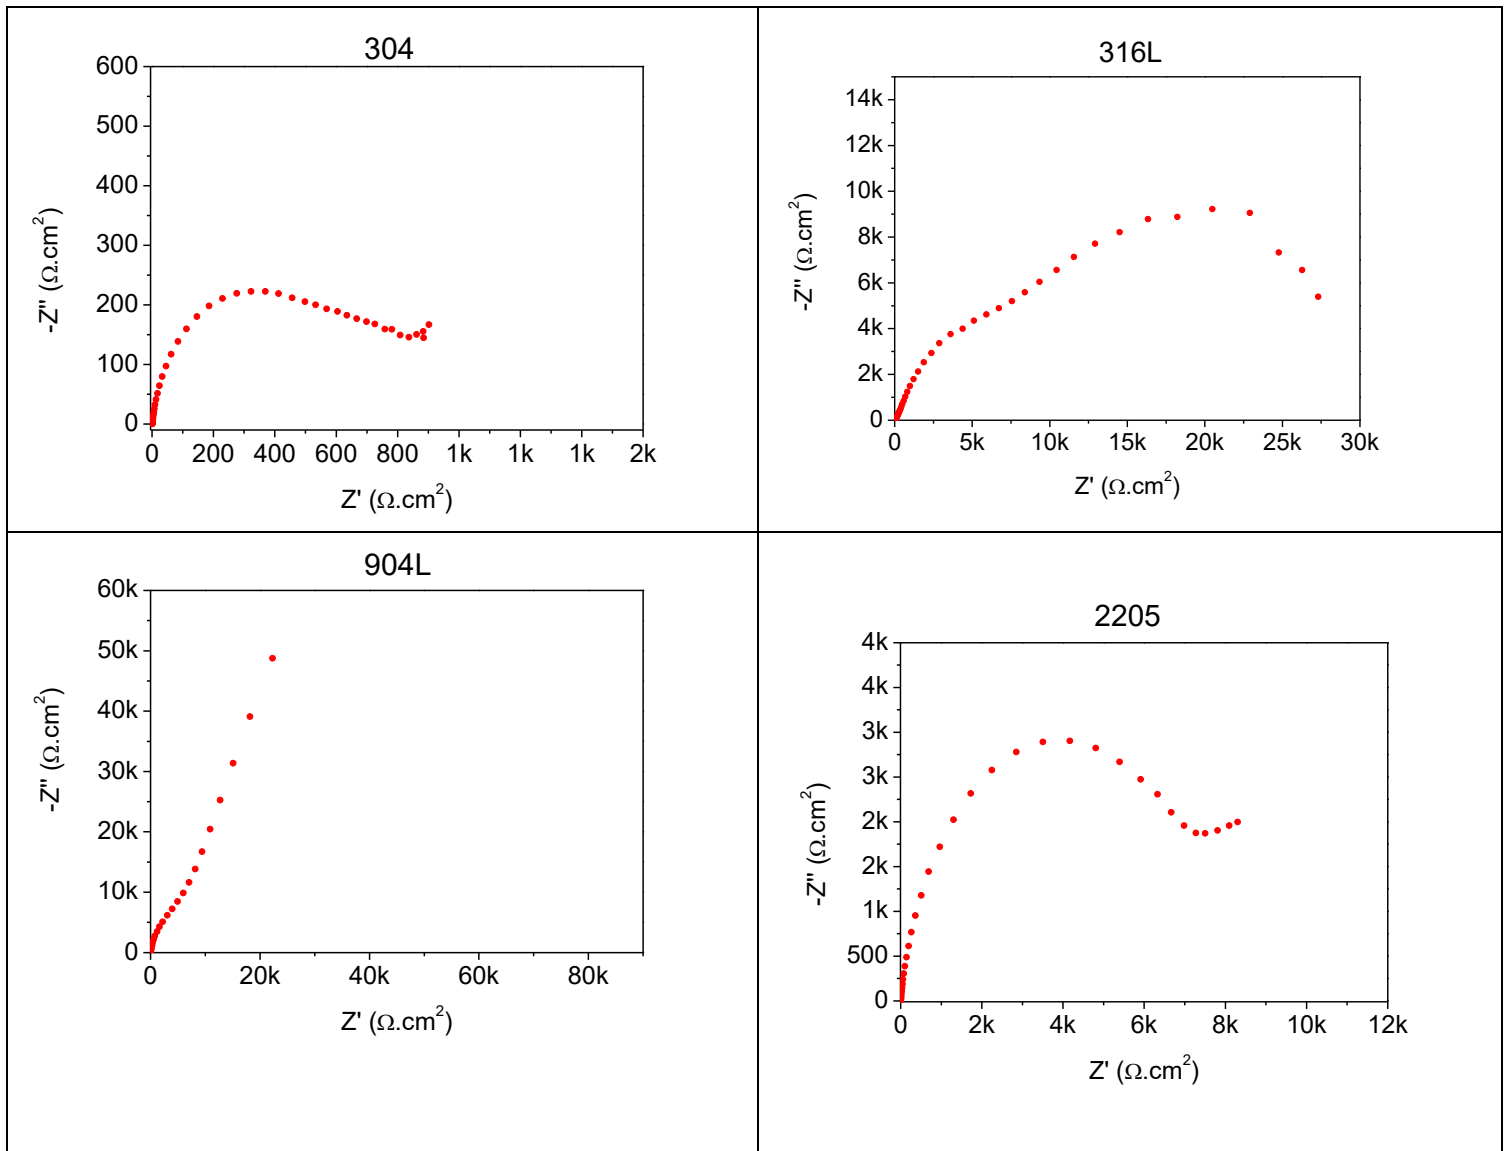 304
600
500
400
300
200
100
0
-Z'' (Ω.cm²)
0 200 400 600 800 1k 1k 1k 2k
Z' (Ω.cm²)
316L
14k
12k
10k
8k
6k
4k
2k
0
-Z'' (Ω.cm²)
0 5k 10k 15k 20k 25k 30k
Z' (Ω.cm²)
904L
60k
50k
40k
30k
20k
10k
0
-Z'' (Ω.cm²)
0 20k 40k 60k 80k
Z' (Ω.cm²)
2205
4k
4k
3k
3k
2k
2k
1k
500
0
-Z'' (Ω.cm²)
0 2k 4k 6k 8k 10k 12k
Z' (Ω.cm²)